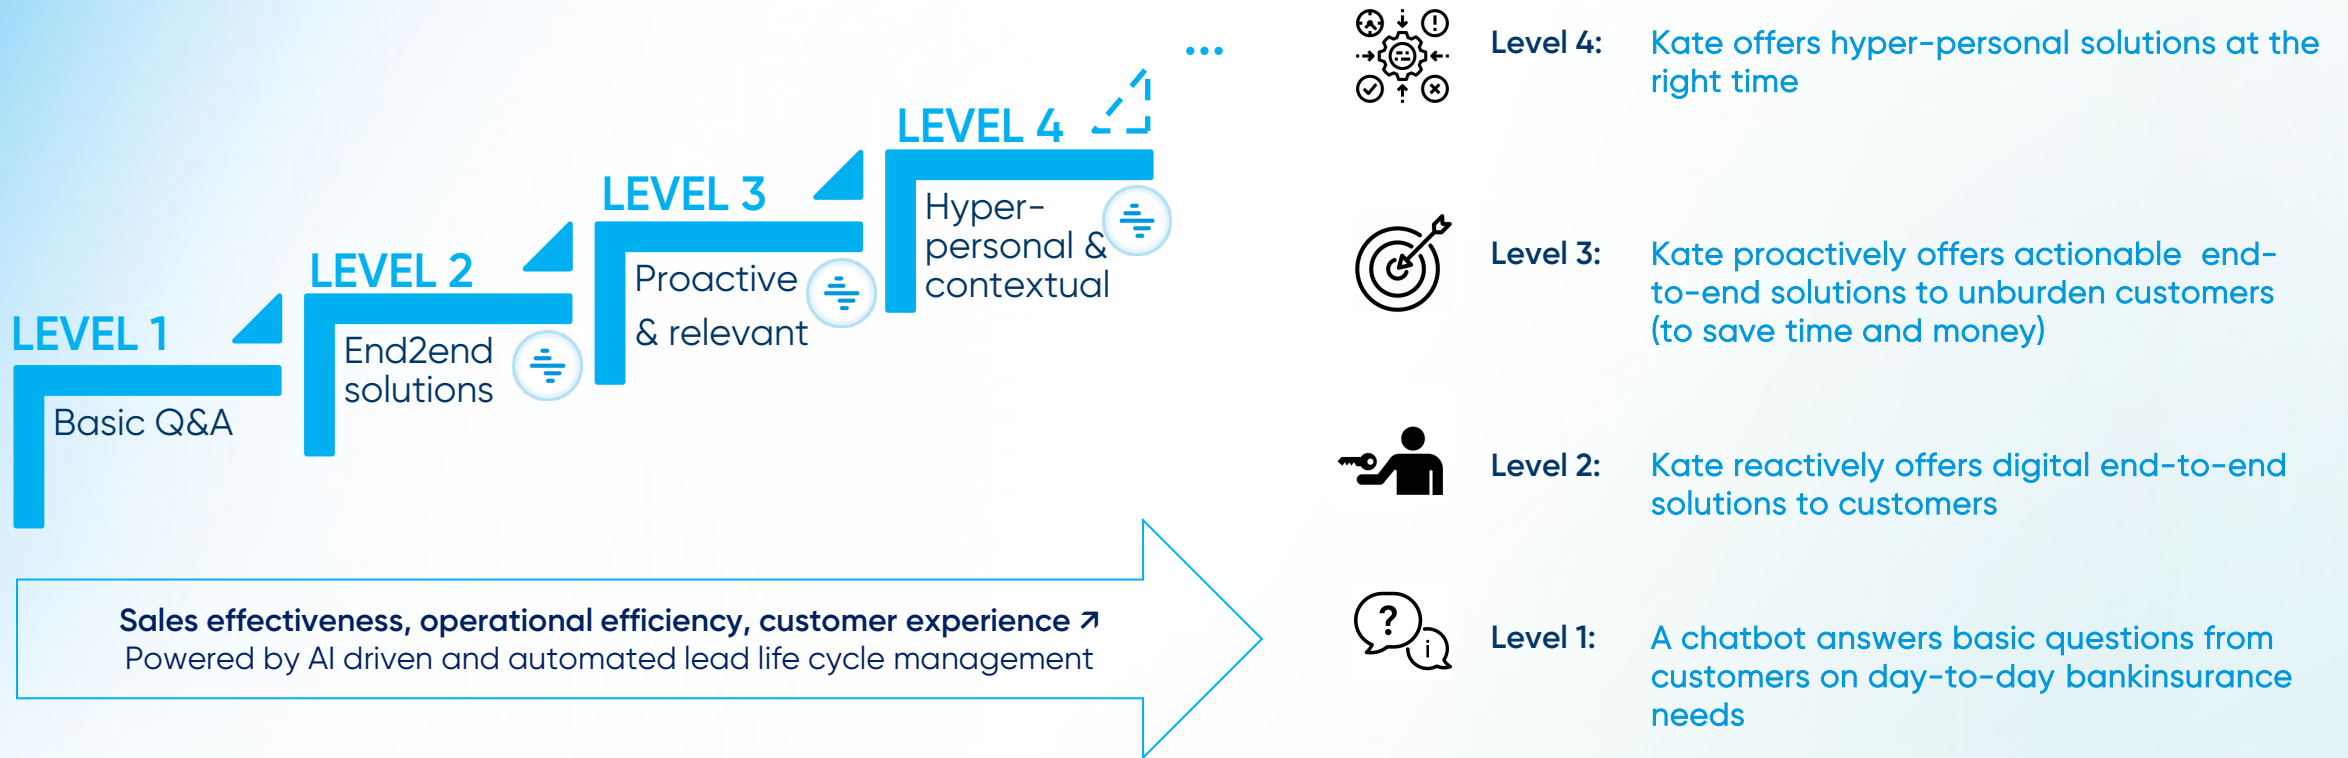 LEVEL 1
Basic Q&A
LEVEL 2
End2end
solutions
LEVEL 3
Proactive
& relevant
LEVEL 4
Hyper-
personal &
contextual
...
Sales effectiveness, operational efficiency, customer experience ↗
Powered by AI driven and automated lead life cycle management
Level 4: Kate offers hyper-personal solutions at the
right time
Level 3: Kate proactively offers actionable  end-
to-end solutions to unburden customers
(to save time and money)
Level 2: Kate reactively offers digital end-to-end
solutions to customers
? i
Level 1: A chatbot answers basic questions from
customers on day-to-day bankinsurance
needs